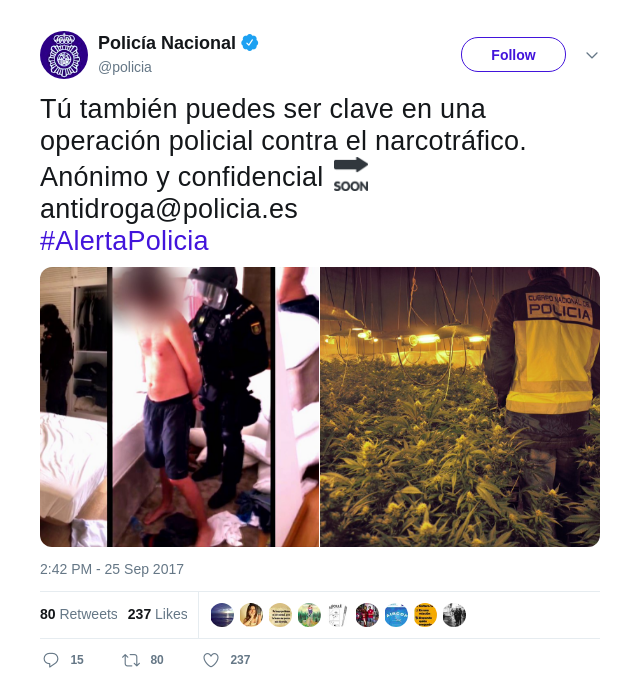 Policía Nacional
@policia
Follow
Tú también puedes ser clave en una
operación policial contra el narcotráfico.
Anónimo y confidencial SOON
antidroga@policia.es
#AlertaPolicia
CUERPO NACIONAL DE
POLICIA
2:42 PM - 25 Sep 2017
80 Retweets 237 Likes
15 80 237